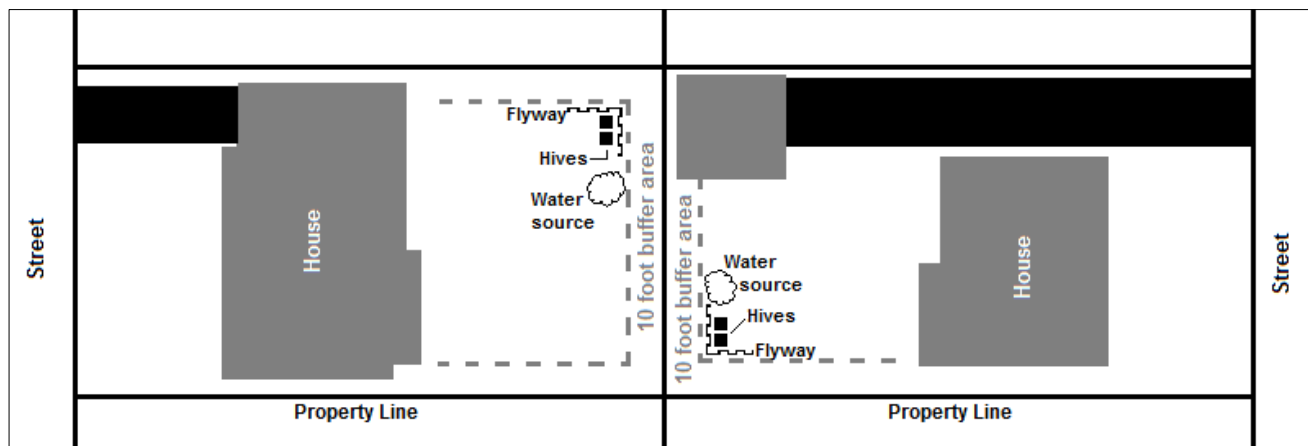 Street
House
Flyway
Hives
Water
source
10 foot buffer area
Property Line
10 foot buffer area
Water
source
Hives
Flyway
House
Property Line
Street